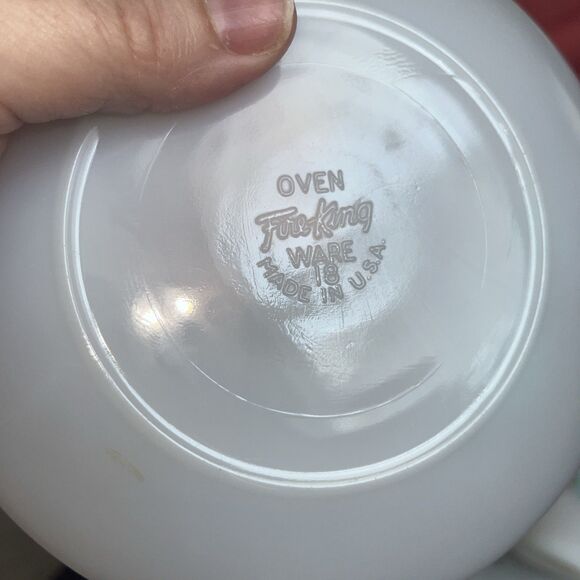 OVEN
Fire-King
WARE
18
MADE IN U.S.A.